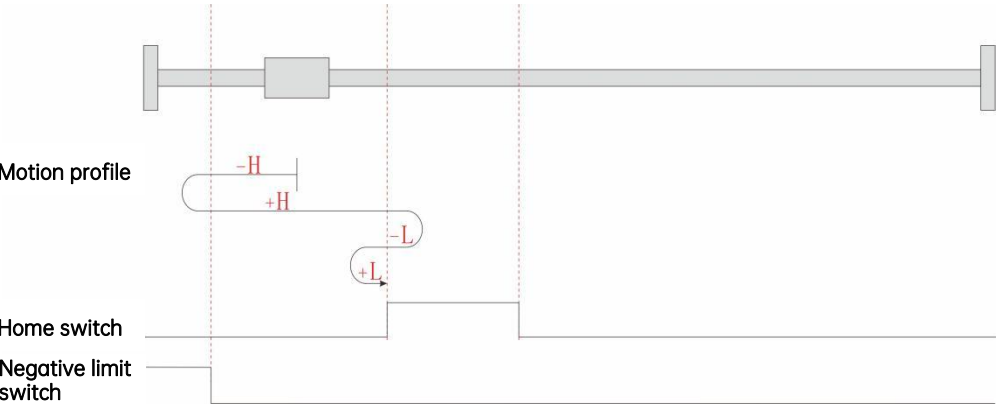 -H
Motion profile
+H
-L
+L
Home switch
Negative limit
switch